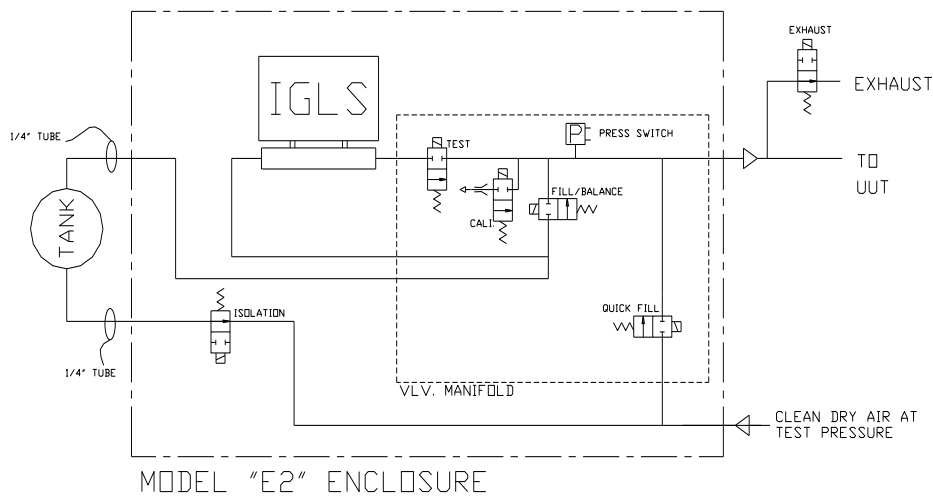 EXHAUST
IGLS
EXHAUST
1/4" TUBE
PRESS SWITCH
P
TEST
TO
UUT
FILL/BALANCE
TANK
CALI.
ISOLATION
QUICK FILL
1/4" TUBE
VLV. MANIFOLD
CLEAN DRY AIR AT
TEST PRESSURE
MODEL "E2" ENCLOSURE